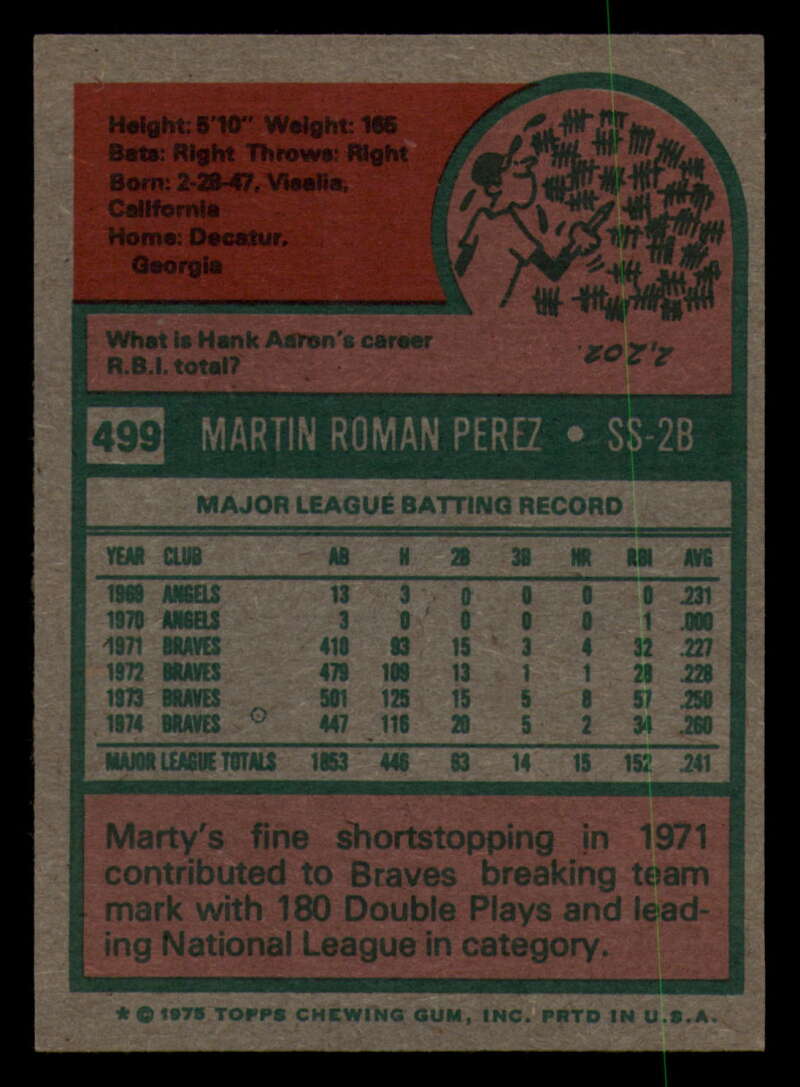 Height: 5'10" Weight: 165
Bats: Right Throws: Right
Born: 2-28-47, Visalia,
California
Home: Decatur,
Georgia
What is Hank Aaron's career
R.B.I. total?
2,202.
499 MARTIN ROMAN PEREZ • SS-2B
MAJOR LEAGUE BATTING RECORD
YEAR CLUB AB H 2B 3B HR RBI AVG
1969 ANGELS 13 3 0 0 0 0 .231
1970 ANGELS 3 0 0 0 0 1 .000
1971 BRAVES 410 93 15 3 4 32 .227
1972 BRAVES 479 109 13 1 1 28 .228
1973 BRAVES 501 125 15 5 8 57 .250
1974 BRAVES 447 116 20 5 2 34 .260
MAJOR LEAGUE TOTALS 1853 446 63 14 15 152 .241
Marty's fine shortstopping in 1971
contributed to Braves breaking team
mark with 180 Double Plays and lead-
ing National League in category.
* © 1975 TOPPS CHEWING GUM, INC. PRTD IN U.S.A.